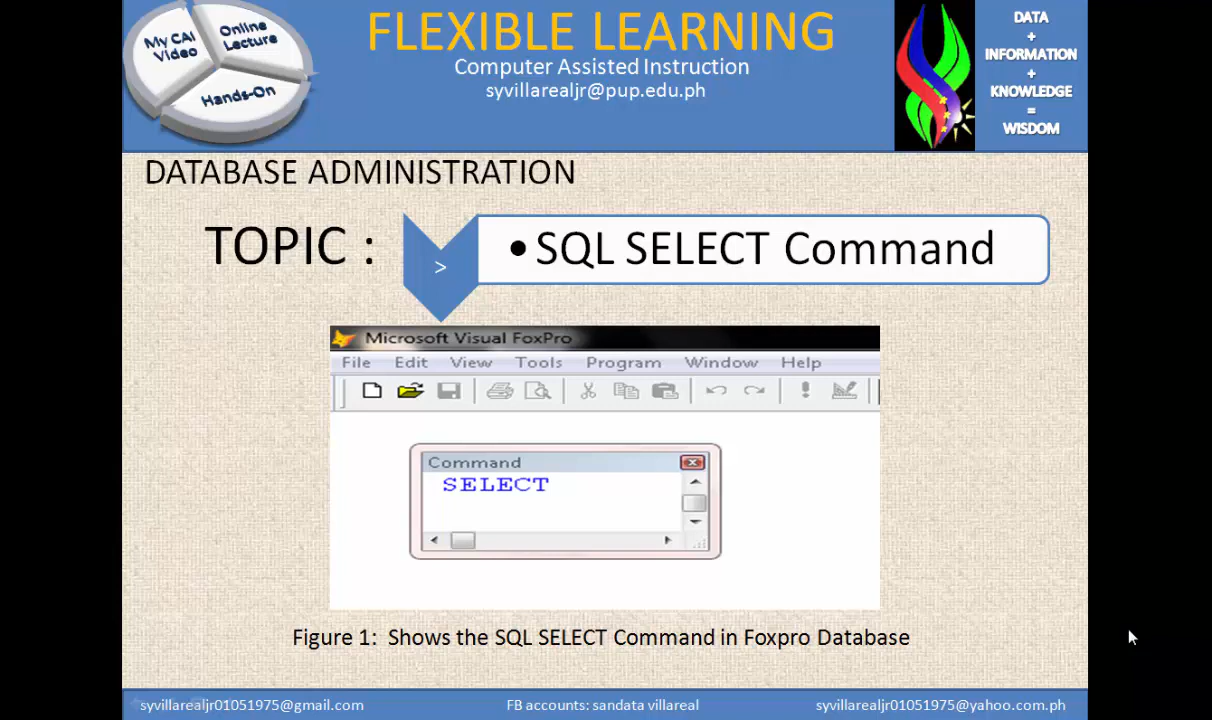 My CAI
Video
Online
Lecture
Hands-On
FLEXIBLE LEARNING
Computer Assisted Instruction
syvillarealjr@pup.edu.ph
DATA
+
INFORMATION
+
KNOWLEDGE
=
WISDOM
DATABASE ADMINISTRATION
TOPIC :
>
• SQL SELECT Command
Microsoft Visual FoxPro
File Edit View Tools Program Window Help
Command
SELECT
Figure 1: Shows the SQL SELECT Command in Foxpro Database
syvillarealjr01051975@gmail.com
FB accounts: sandata villareal
syvillarealjr01051975@yahoo.com.ph